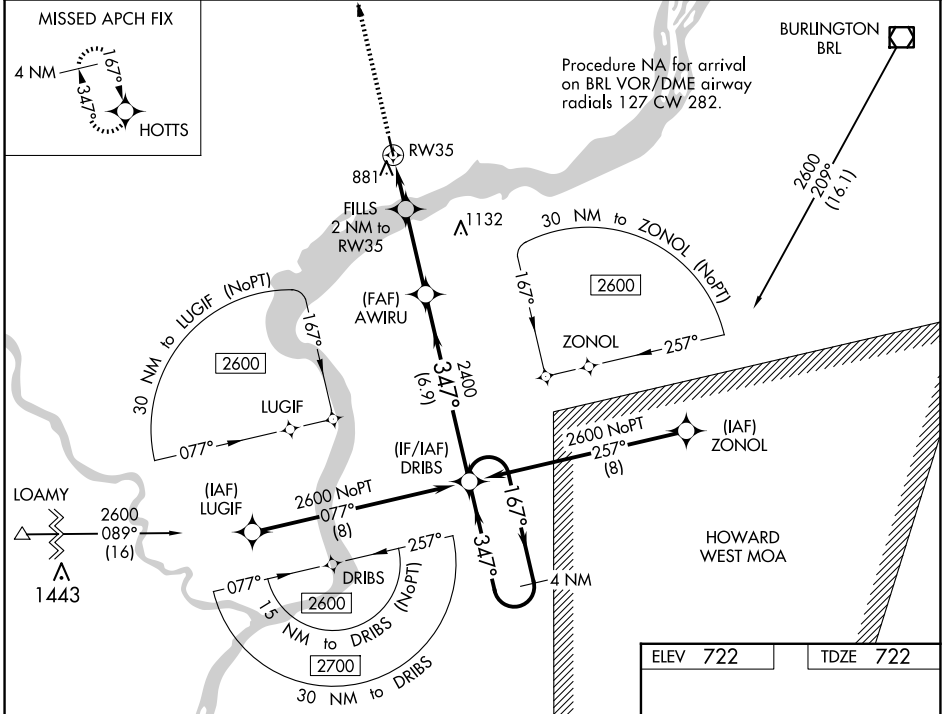 MISSED APCH FIX
4 NM
167°
347°
HOTTS
BURLINGTON
BRL
Procedure NA for arrival
on BRL VOR/DME airway
radials 127 CW 282.
2600
209°
(16.1)
RW35
881
FILLS
2 NM to
RW35
1132
30 NM to ZONOL (NoPT)
2600
167°
ZONOL
257°
(FAF)
AWIRU
30 NM to LUGIF (NoPT)
2600
167°
LUGIF
077°
2400
347°
(6.9)
(IF/IAF)
DRIBS
2600 NoPT
257°
(8)
(IAF)
ZONOL
LOAMY
2600
089°
(16)
1443
(IAF)
LUGIF
2600 NoPT
077°
(8)
167°
347°
4 NM
HOWARD
WEST MOA
077°
257°
DRIBS
2600
15 NM to DRIBS (NoPT)
2700
30 NM to DRIBS
ELEV 722
TDZE 722